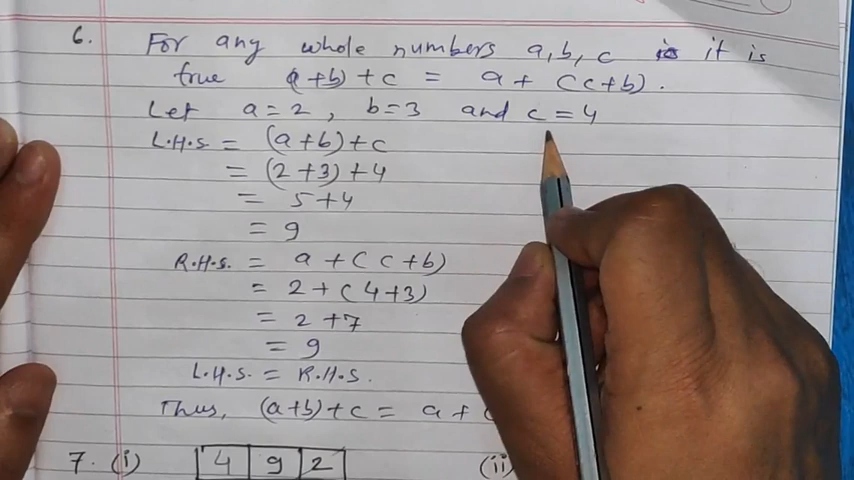 6. For any whole numbers a, b, c is it is
true (a+b) + c = a + (c+b).
Let a = 2, b = 3 and c = 4
L.H.S. = (a+b)+c
= (2+3)+4
= 5+4
= 9
R.H.S. = a + (c+b)
= 2 + (4+3)
= 2 + 7
= 9
L.H.S. = R.H.S.
Thus, (a+b)+c = a + (
7. (i) 4 9 2 (ii)